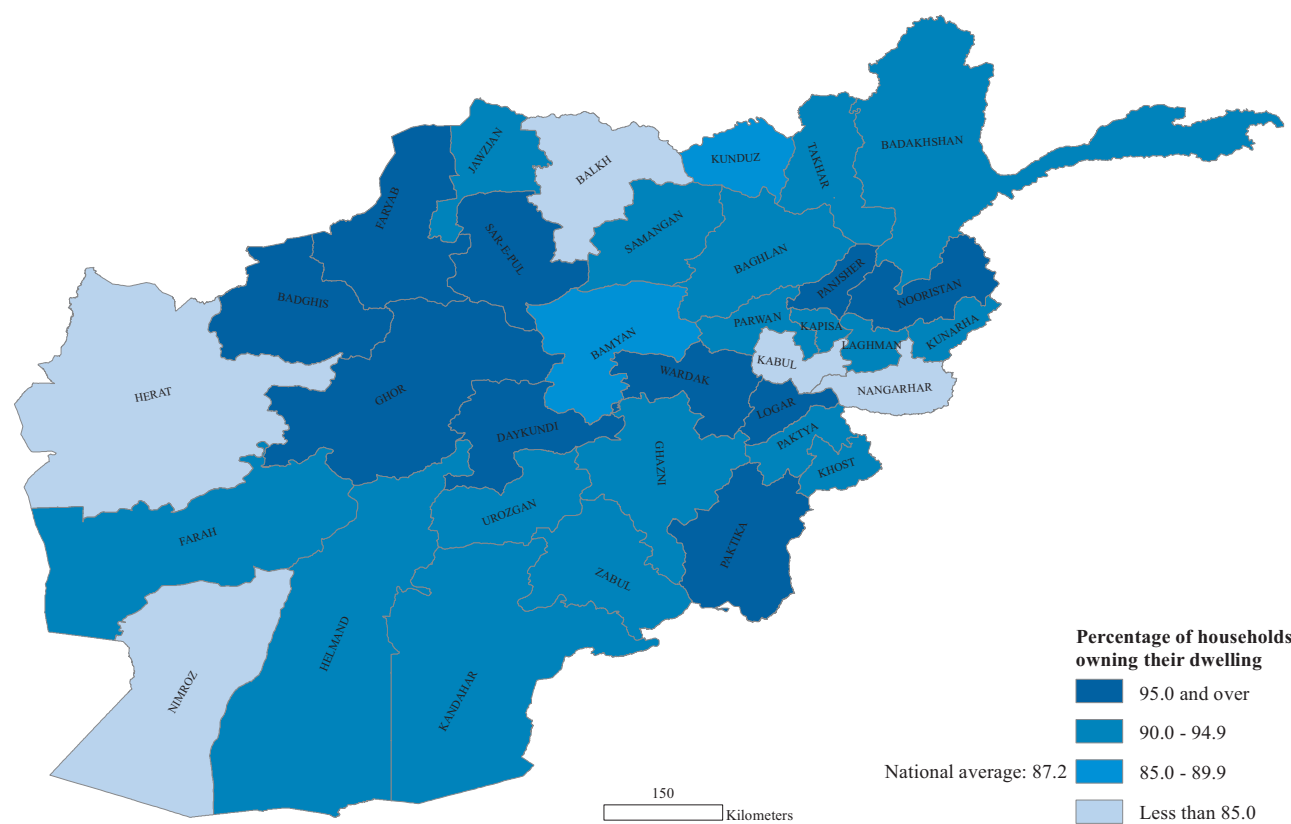 BADAKHSHAN
TAKHAR
KUNDUZ
BALKH
JAWZJAN
FARYAB
SAR-E-PUL
SAMANGAN
BAGHLAN
PANJSHER
NOORISTAN
BADGHIS
PARWAN
KAPISA
KUNARHA
LAGHMAN
BAMYAN
KABUL
WARDAK
NANGARHAR
HERAT
GHOR
LOGAR
DAYKUNDI
PAKTYA
KHOST
GHAZNI
UROZGAN
FARAH
PAKTIKA
ZABUL
HELMAND
NIMROZ
KANDAHAR
Percentage of households
owning their dwelling
95.0 and over
90.0 - 94.9
National average: 87.2
85.0 - 89.9
Less than 85.0
150
Kilometers